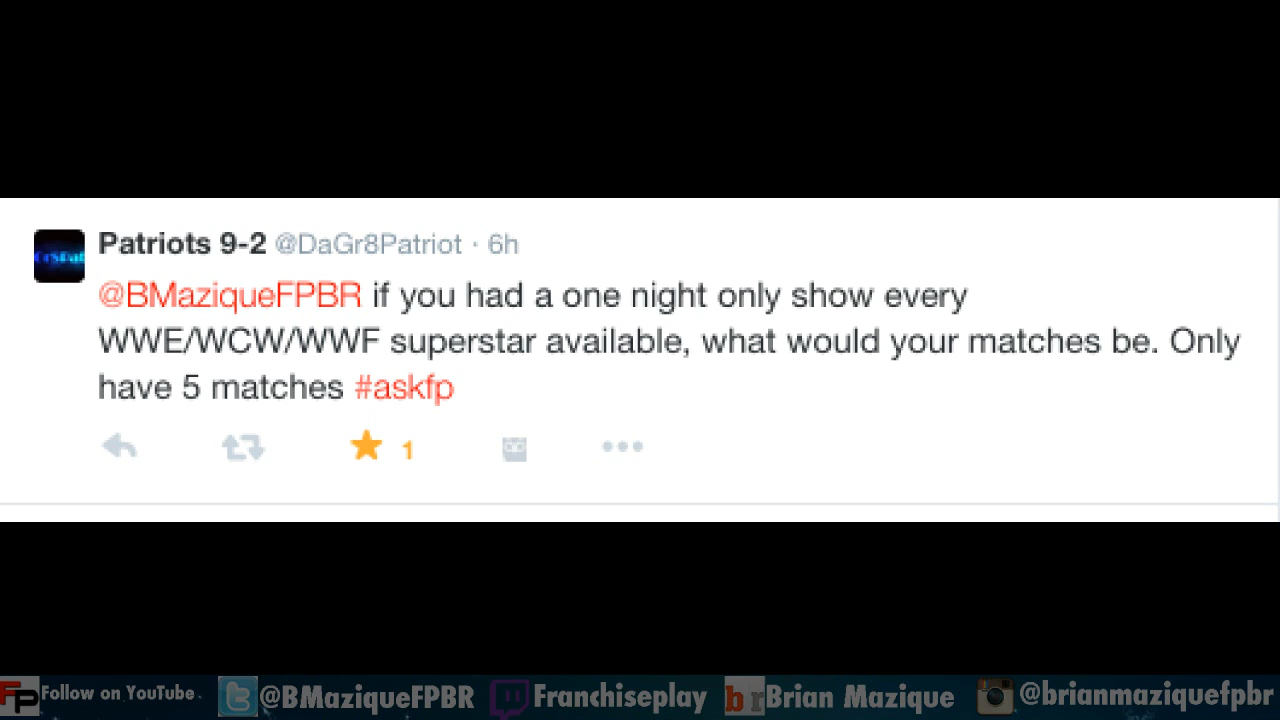 Patriots 9-2 @DaGr8Patriot · 6h
@BMaziqueFPBR if you had a one night only show every
WWE/WCW/WWF superstar available, what would your matches be. Only
have 5 matches #askfp
1
FP Follow on YouTube @BMaziqueFPBR Franchiseplay br Brian Mazique @brianmaziquefpbr